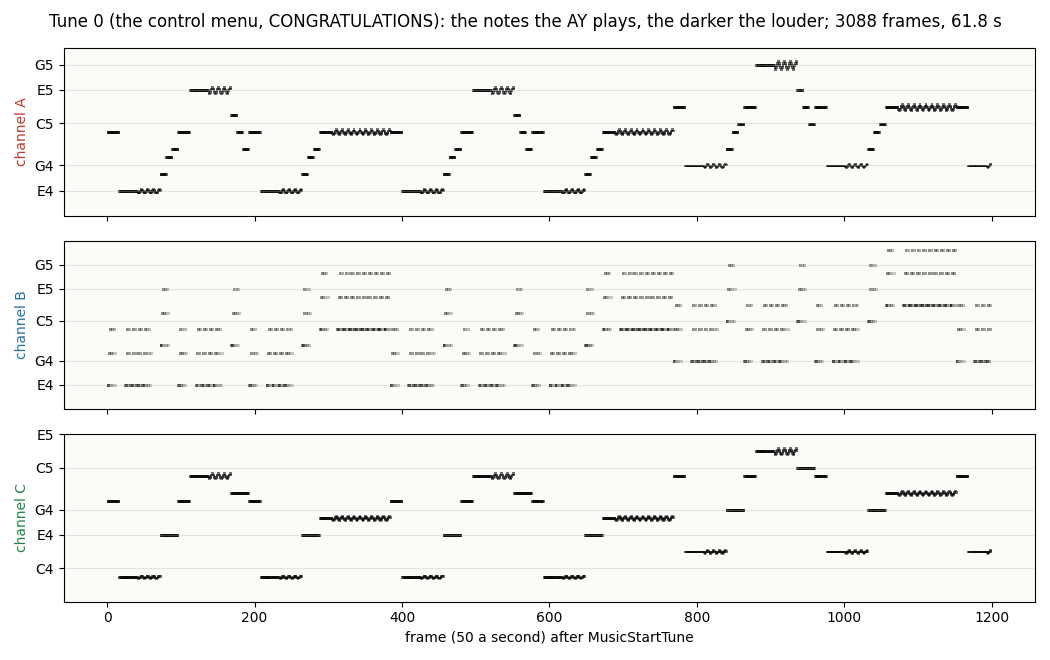 Tune 0 (the control menu, CONGRATULATIONS): the notes the AY plays, the darker the louder; 3088 frames, 61.8 s
channel A
G5
E5
C5
G4
E4
channel B
G5
E5
C5
G4
E4
channel C
E5
C5
G4
E4
C4
0 200 400 600 800 1000 1200
frame (50 a second) after MusicStartTune